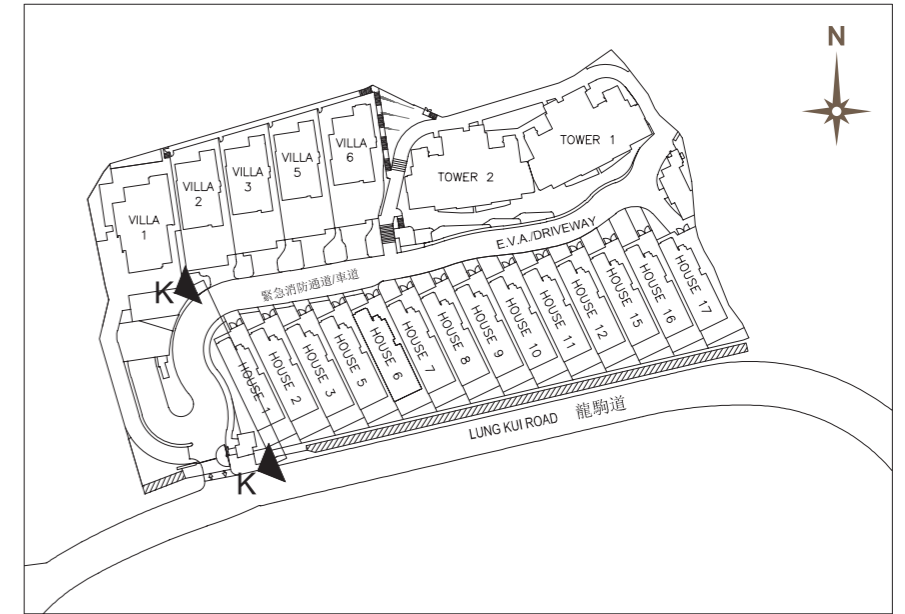 N
VILLA
1
VILLA
2
VILLA
3
VILLA
5
VILLA
6
TOWER 2
TOWER 1
E.V.A./DRIVEWAY
緊急消防通道/車道
K
HOUSE 1
HOUSE 2
HOUSE 3
HOUSE 5
HOUSE 6
HOUSE 7
HOUSE 8
HOUSE 9
HOUSE 10
HOUSE 11
HOUSE 12
HOUSE 15
HOUSE 16
HOUSE 17
LUNG KUI ROAD 龍駒道
K